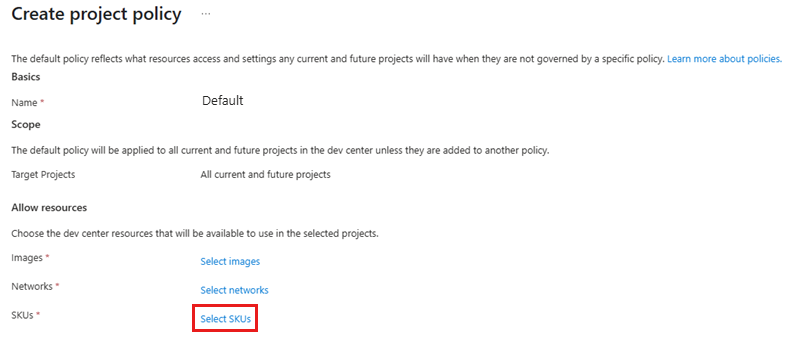 Create project policy ...
The default policy reflects what resources access and settings any current and future projects will have when they are not governed by a specific policy. Learn more about policies.
Basics
Name * Default
Scope
The default policy will be applied to all current and future projects in the dev center unless they are added to another policy.
Target Projects All current and future projects
Allow resources
Choose the dev center resources that will be available to use in the selected projects.
Images * Select images
Networks * Select networks
SKUs * Select SKUs